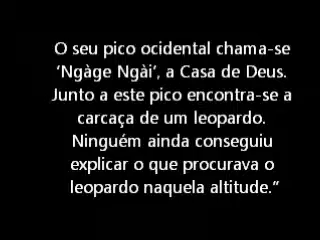 O seu pico ocidental chama-se
‘Ngàge Ngài’, a Casa de Deus.
Junto a este pico encontra-se a
carcaça de um leopardo.
Ninguém ainda conseguiu
explicar o que procurava o
leopardo naquela altitude.”